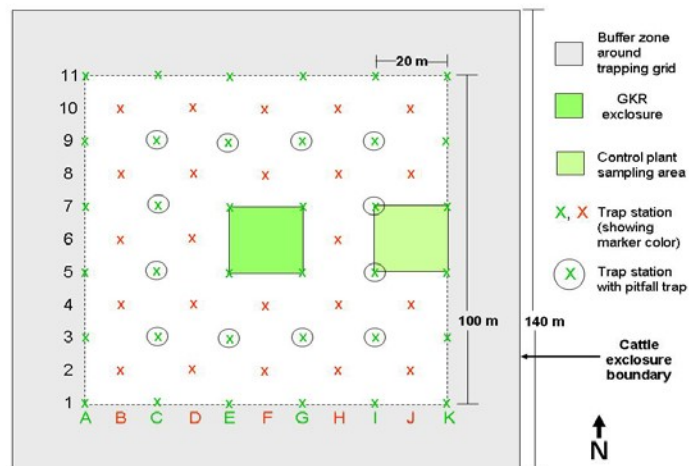 20 m
11
10
9
8
7
6
5
4
3
2
1
A B C D E F G H I J K
100 m
140 m
Buffer zone
around
trapping grid
GKR
exclosure
Control plant
sampling area
X, X Trap station
(showing
marker color)
X Trap station
with pitfall trap
Cattle
exclosure
boundary
N